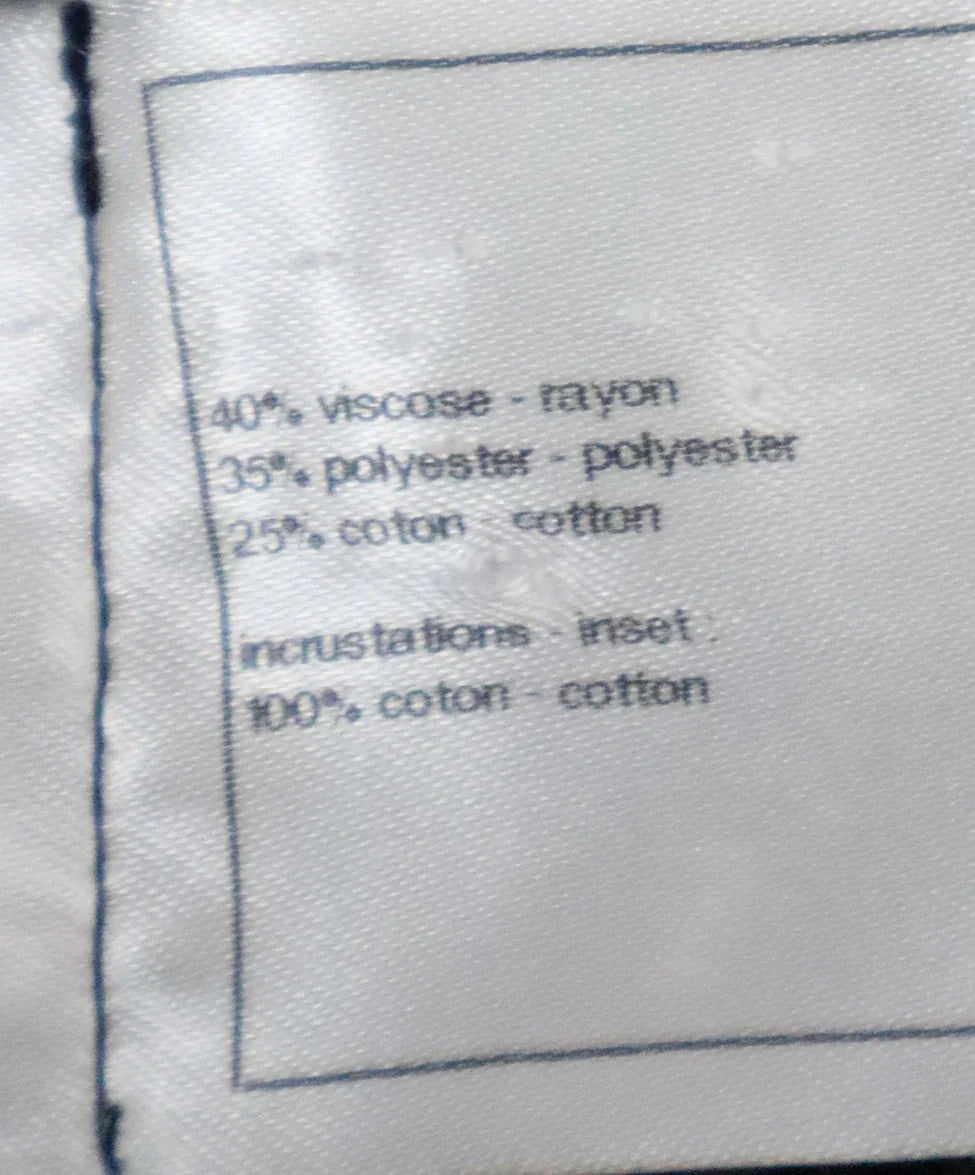 40% viscose - rayon
35% polyester - polyester
25% coton - cotton
incrustations - inset :
100% coton - cotton